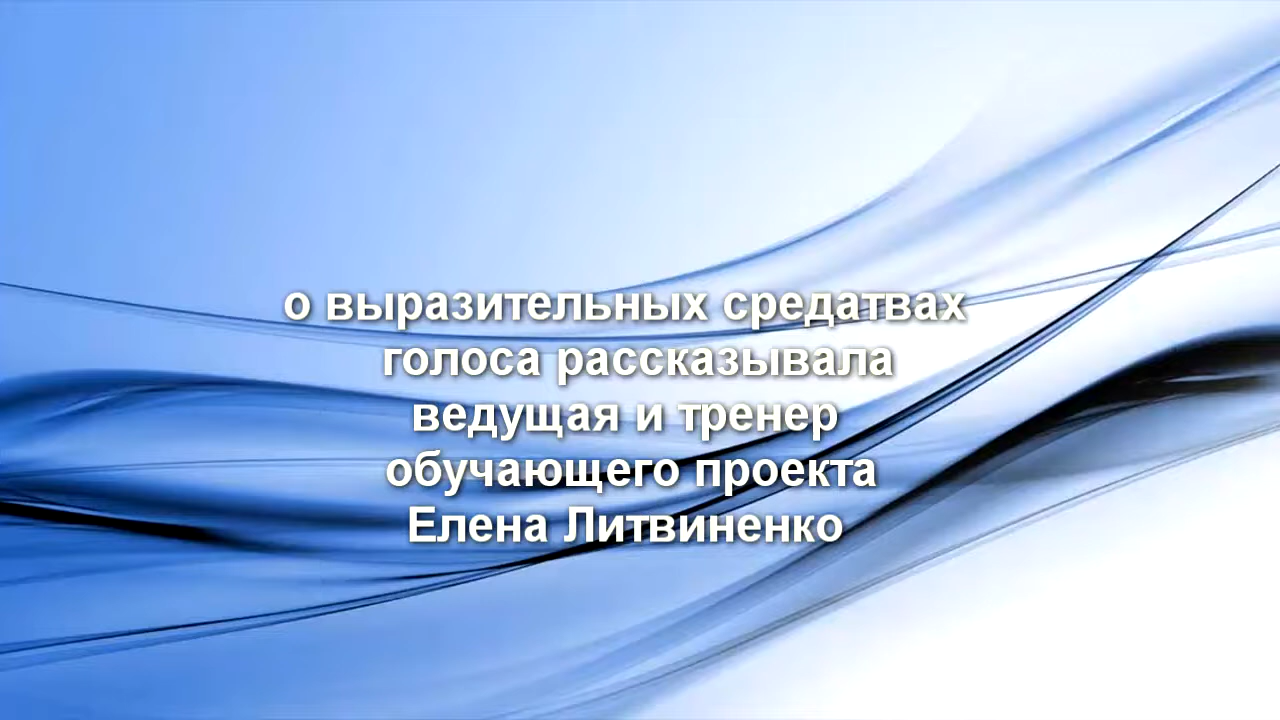 о выразительных средатвах
голоса рассказывала
ведущая и тренер
обучающего проекта
Елена Литвиненко